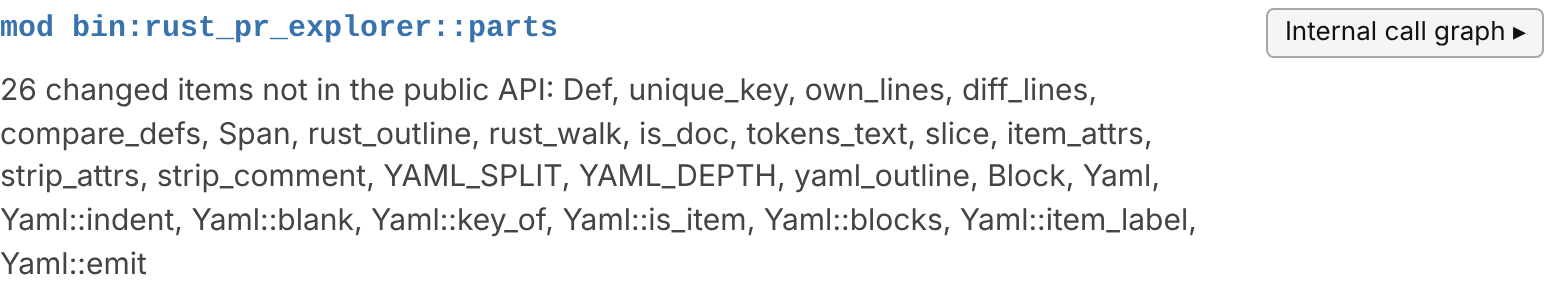 mod bin:rust_pr_explorer::parts
Internal call graph ▸
26 changed items not in the public API: Def, unique_key, own_lines, diff_lines,
compare_defs, Span, rust_outline, rust_walk, is_doc, tokens_text, slice, item_attrs,
strip_attrs, strip_comment, YAML_SPLIT, YAML_DEPTH, yaml_outline, Block, Yaml,
Yaml::indent, Yaml::blank, Yaml::key_of, Yaml::is_item, Yaml::blocks, Yaml::item_label,
Yaml::emit